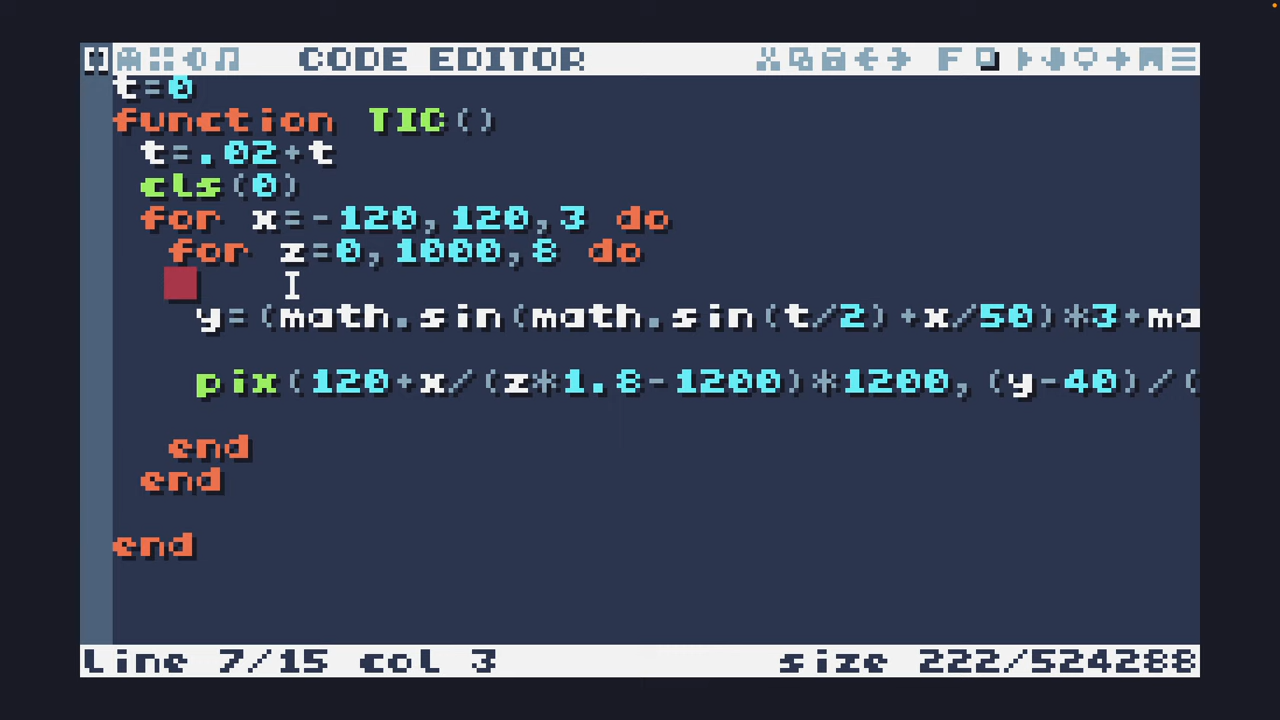 CODE EDITOR
t=0
function TIC()
t=.02+t
cls(0)
for x=-120,120,3 do
for z=0,1000,8 do
y=(math.sin(math.sin(t/2)+x/50)*3+ma
pix(120+x/(z*1.8-1200)*1200,(y-40)/(
end
end
end
line 7/15 col 3
size 222/524288